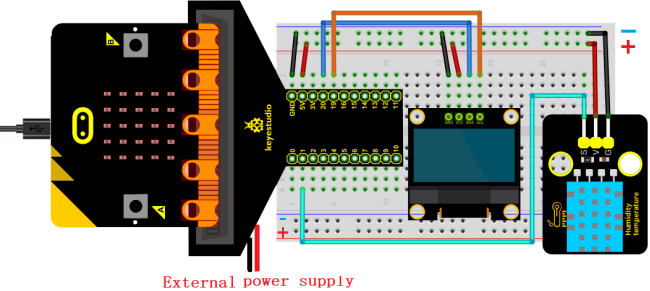 B
A
keyestudio
GND 5V 3V 20 19 16 15 14 13 12 11
0 1 2 3 4 5 6 7 8 9 10
GND VCC SDA SCL
−
+
S V G
Humidity
temperature
−
+
External power supply